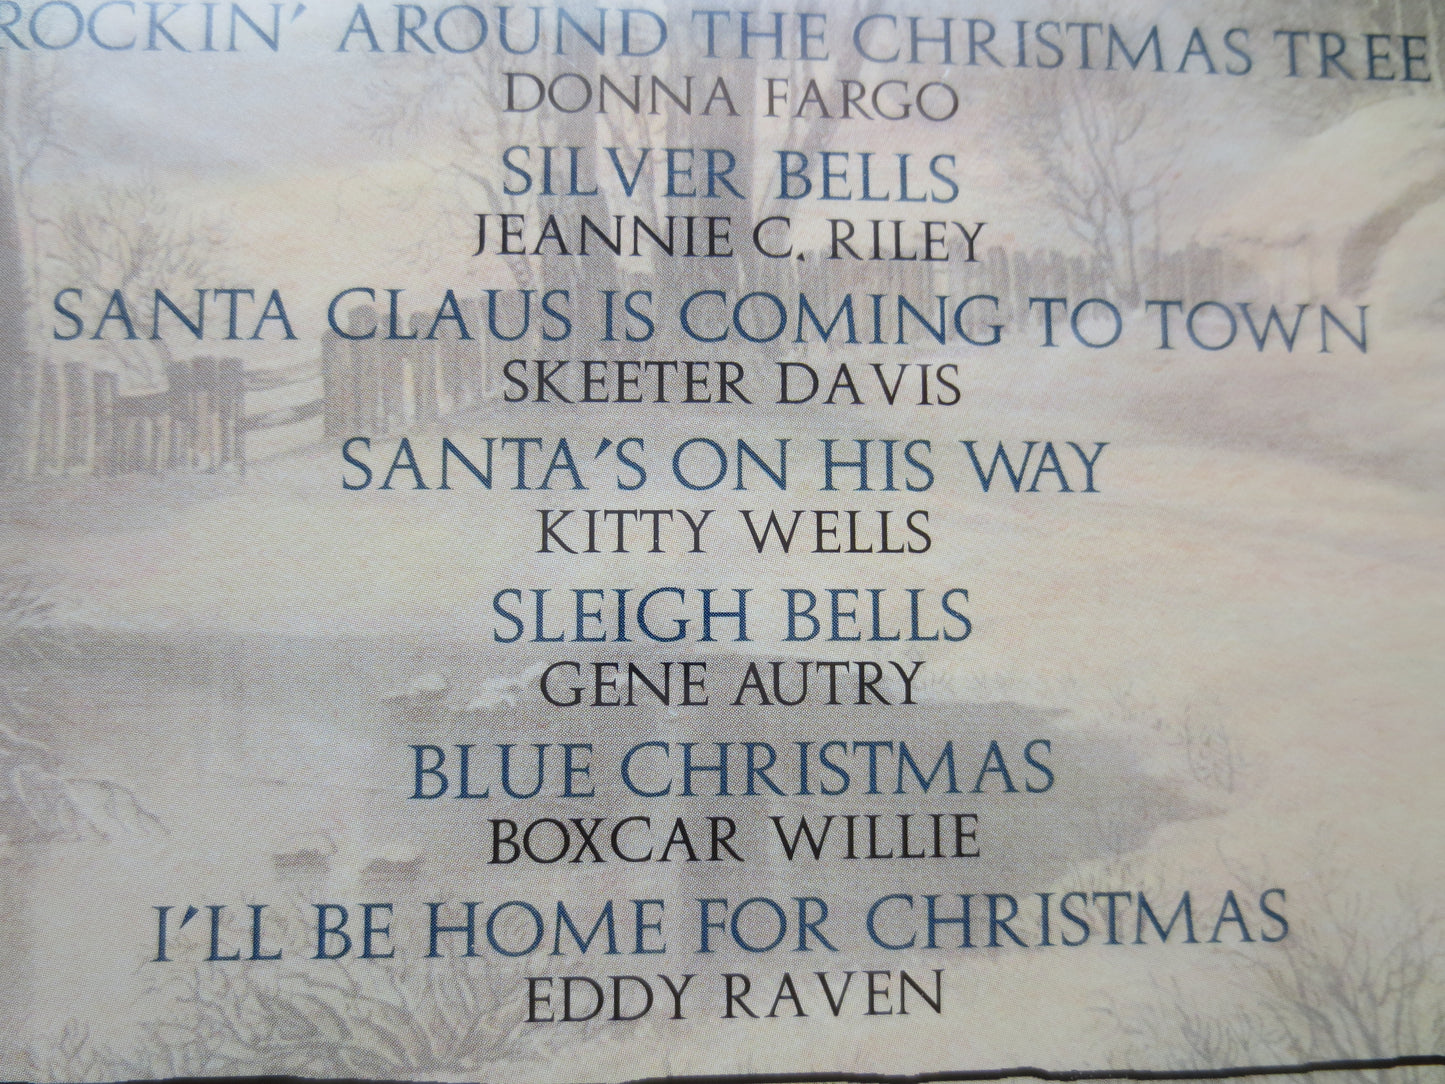 ROCKIN' AROUND THE CHRISTMAS TREE
DONNA FARGO
SILVER BELLS
JEANNIE C. RILEY
SANTA CLAUS IS COMING TO TOWN
SKEETER DAVIS
SANTA'S ON HIS WAY
KITTY WELLS
SLEIGH BELLS
GENE AUTRY
BLUE CHRISTMAS
BOXCAR WILLIE
I'LL BE HOME FOR CHRISTMAS
EDDY RAVEN